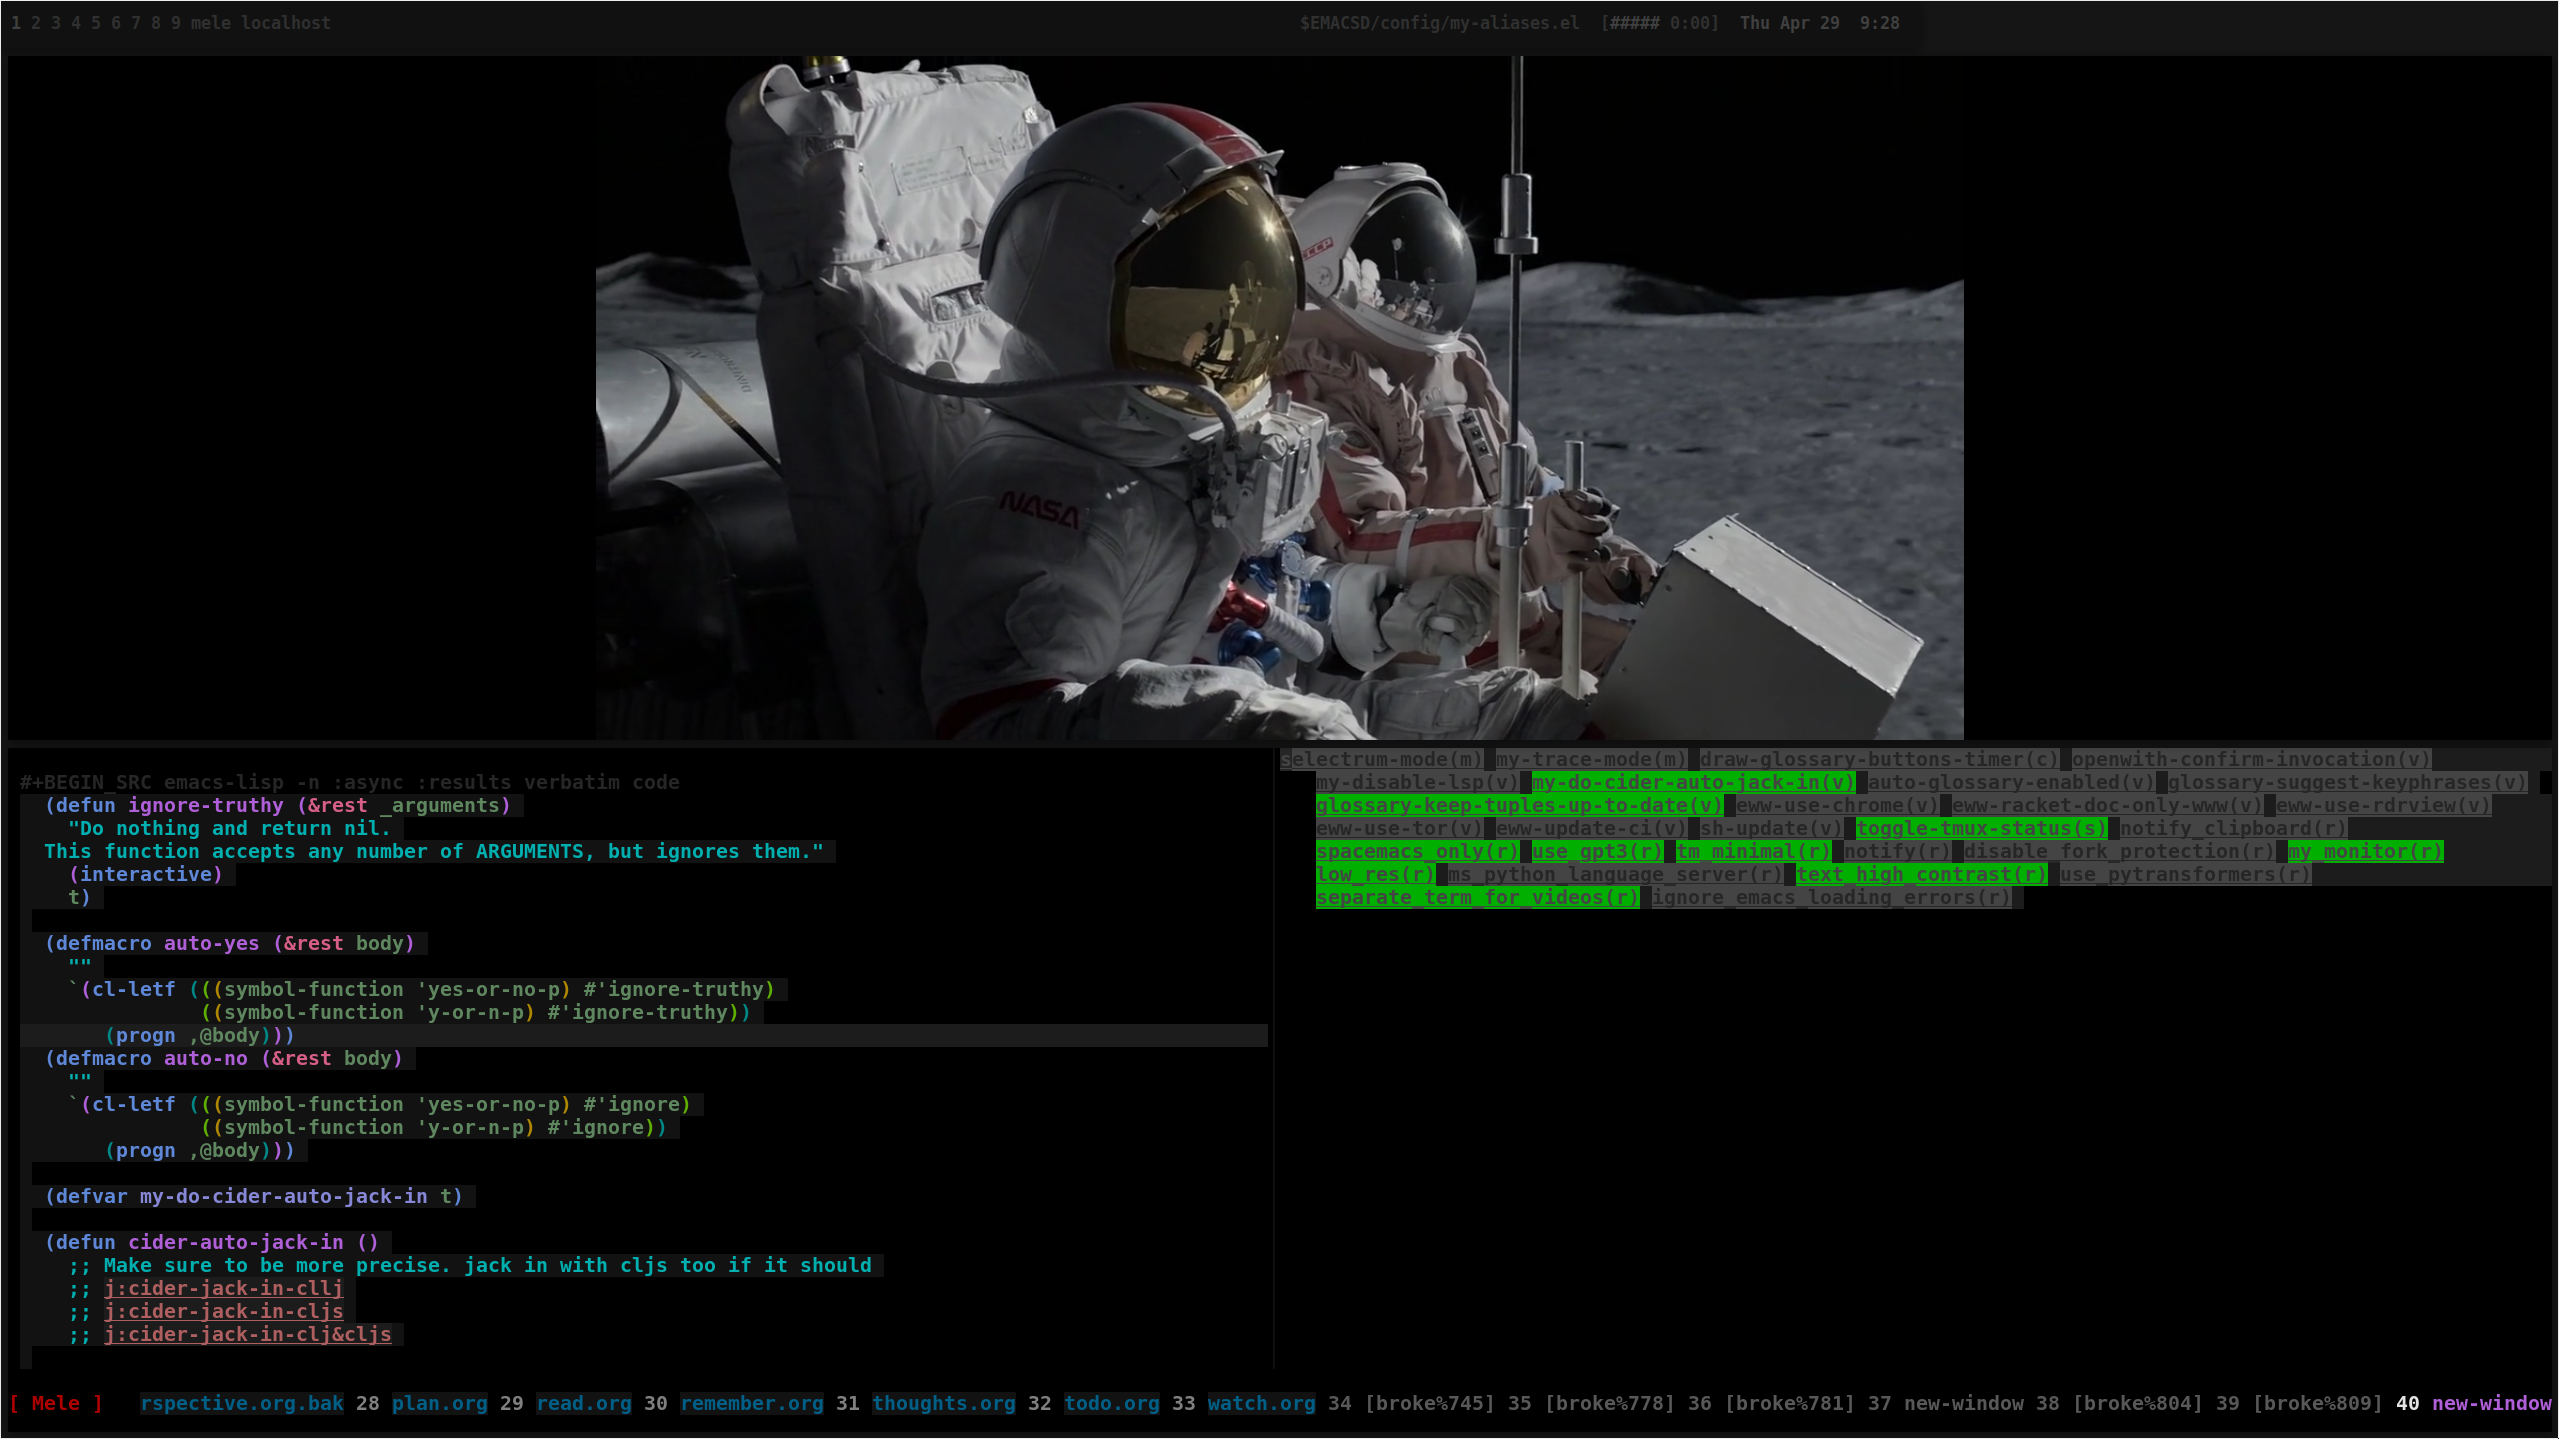 1 2 3 4 5 6 7 8 9 mele localhost
$EMACSD/config/my-aliases.el [##### 0:00] Thu Apr 29 9:28
CCCP
NASA
#+BEGIN_SRC emacs-lisp -n :async :results verbatim code
(defun ignore-truthy (&rest _arguments)
"Do nothing and return nil.
This function accepts any number of ARGUMENTS, but ignores them."
(interactive)
t)
(defmacro auto-yes (&rest body)
""
`(cl-letf (((symbol-function 'yes-or-no-p) #'ignore-truthy)
((symbol-function 'y-or-n-p) #'ignore-truthy))
(progn ,@body)))
(defmacro auto-no (&rest body)
""
`(cl-letf (((symbol-function 'yes-or-no-p) #'ignore)
((symbol-function 'y-or-n-p) #'ignore))
(progn ,@body)))
(defvar my-do-cider-auto-jack-in t)
(defun cider-auto-jack-in ()
;; Make sure to be more precise. jack in with cljs too if it should
;; j:cider-jack-in-cllj
;; j:cider-jack-in-cljs
;; j:cider-jack-in-clj&cljs
selectrum-mode(m) my-trace-mode(m) draw-glossary-buttons-timer(c) openwith-confirm-invocation(v)
my-disable-lsp(v) my-do-cider-auto-jack-in(v) auto-glossary-enabled(v) glossary-suggest-keyphrases(v)
glossary-keep-tuples-up-to-date(v) eww-use-chrome(v) eww-racket-doc-only-www(v) eww-use-rdrview(v)
eww-use-tor(v) eww-update-ci(v) sh-update(v) toggle-tmux-status(s) notify_clipboard(r)
spacemacs_only(r) use_gpt3(r) tm_minimal(r) notify(r) disable_fork_protection(r) my_monitor(r)
low_res(r) ms_python_language_server(r) text_high_contrast(r) use_pytransformers(r)
separate_term_for_videos(r) ignore_emacs_loading_errors(r)
[ Mele ] rspective.org.bak 28 plan.org 29 read.org 30 remember.org 31 thoughts.org 32 todo.org 33 watch.org 34 [broke%745] 35 [broke%778] 36 [broke%781] 37 new-window 38 [broke%804] 39 [broke%809] 40 new-window